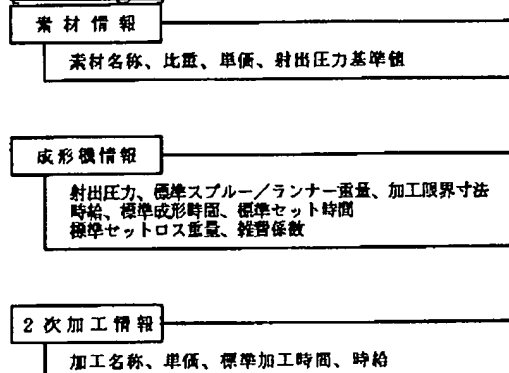 素材情報
素材名称、比重、単価、射出圧力基準値
成形機情報
射出圧力、標準スプルー／ランナー重量、加工限界寸法
時給、標準成形時間、標準セット時間
標準セットロス重量、雑費係数
2次加工情報
加工名称、単価、標準加工時間、時給